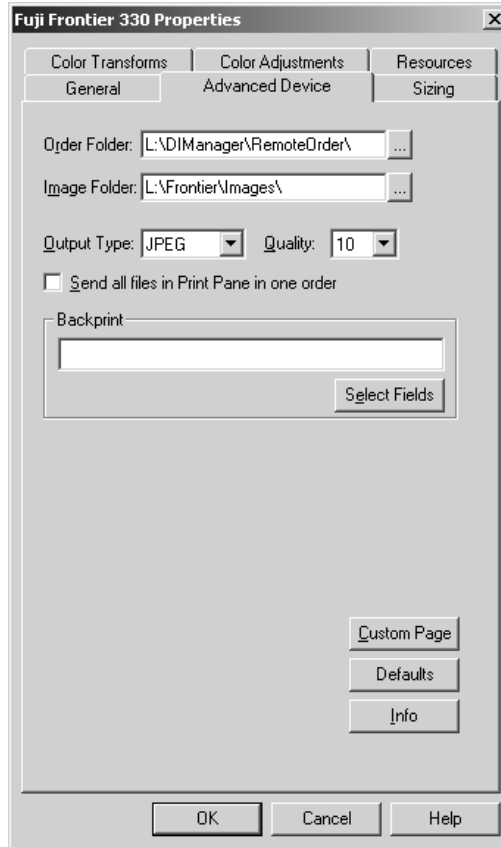 Fuji Frontier 330 Properties
Color Transforms Color Adjustments Resources
General Advanced Device Sizing
Order Folder: L:\DIManager\RemoteOrder\ ...
Image Folder: L:\Frontier\Images\ ...
Output Type: JPEG Quality: 10
Send all files in Print Pane in one order
Backprint
Select Fields
Custom Page
Defaults
Info
OK Cancel Help